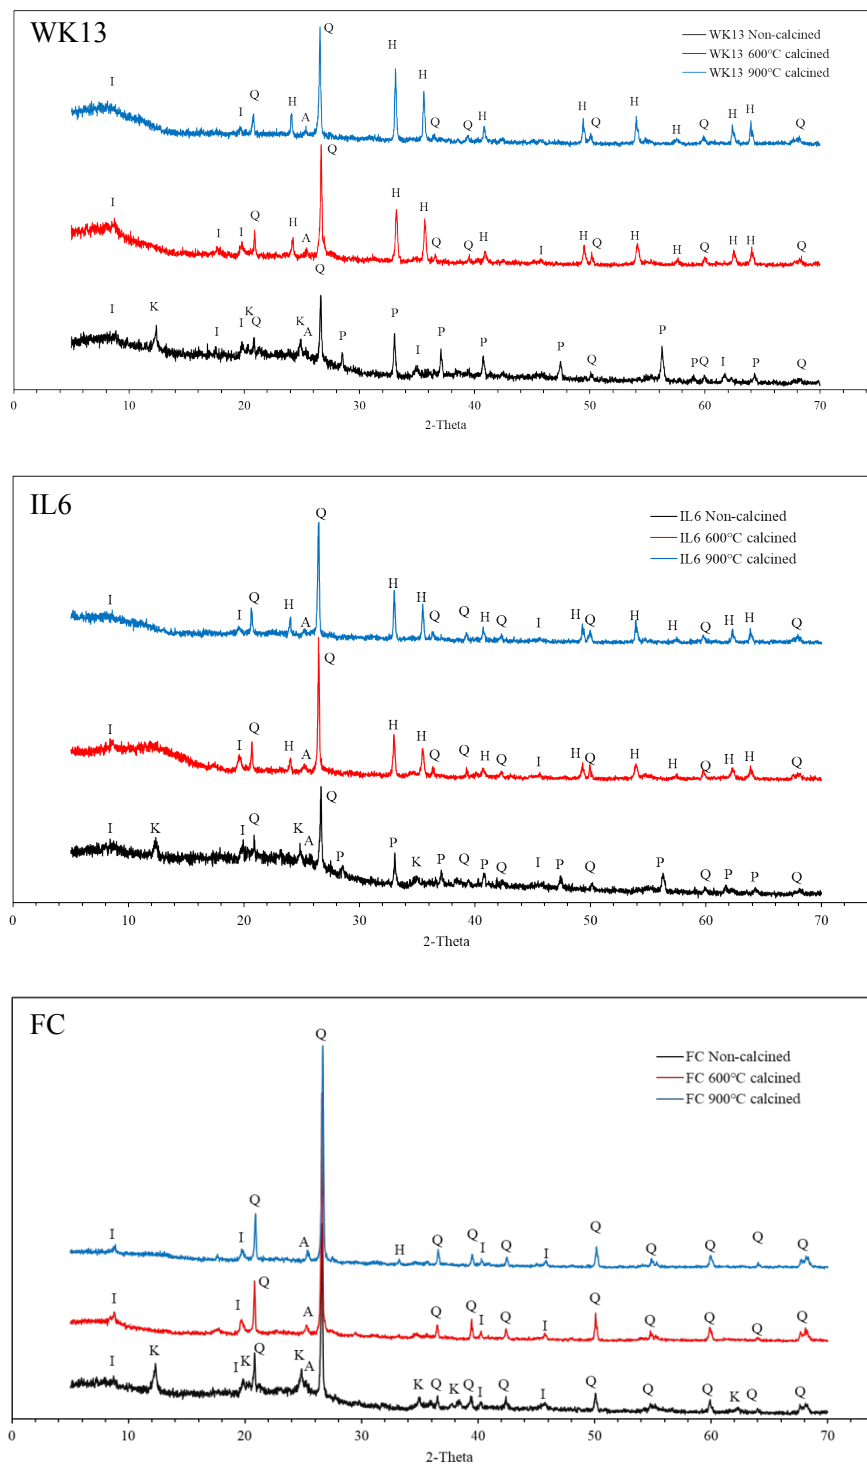 WK13
WK13 Non-calcined
WK13 600°C calcined
WK13 900°C calcined
I I Q H A Q H H Q Q H H Q H H Q H H Q
I I I Q H A Q H H Q Q H I H Q H H Q H H Q
I K I I K Q K A Q P P I P P P Q P P Q I P Q
0 10 20 30 40 50 60 70
2-Theta
IL6
IL6 Non-calcined
IL6 600°C calcined
IL6 900°C calcined
I I Q H A Q H H Q Q H Q I H Q H H Q H H Q
I I Q H A Q H H Q Q H Q I H Q H H Q H H Q
I K I Q K A Q P P K P Q P Q I P Q P Q P P Q
0 10 20 30 40 50 60 70
2-Theta
FC
FC Non-calcined
FC 600°C calcined
FC 900°C calcined
I I Q A Q H Q Q I Q I Q Q Q Q Q
I I Q A Q Q I Q I Q Q Q Q Q
I K I K Q K A K Q K Q I Q I Q Q Q K Q Q
0 10 20 30 40 50 60 70
2-Theta